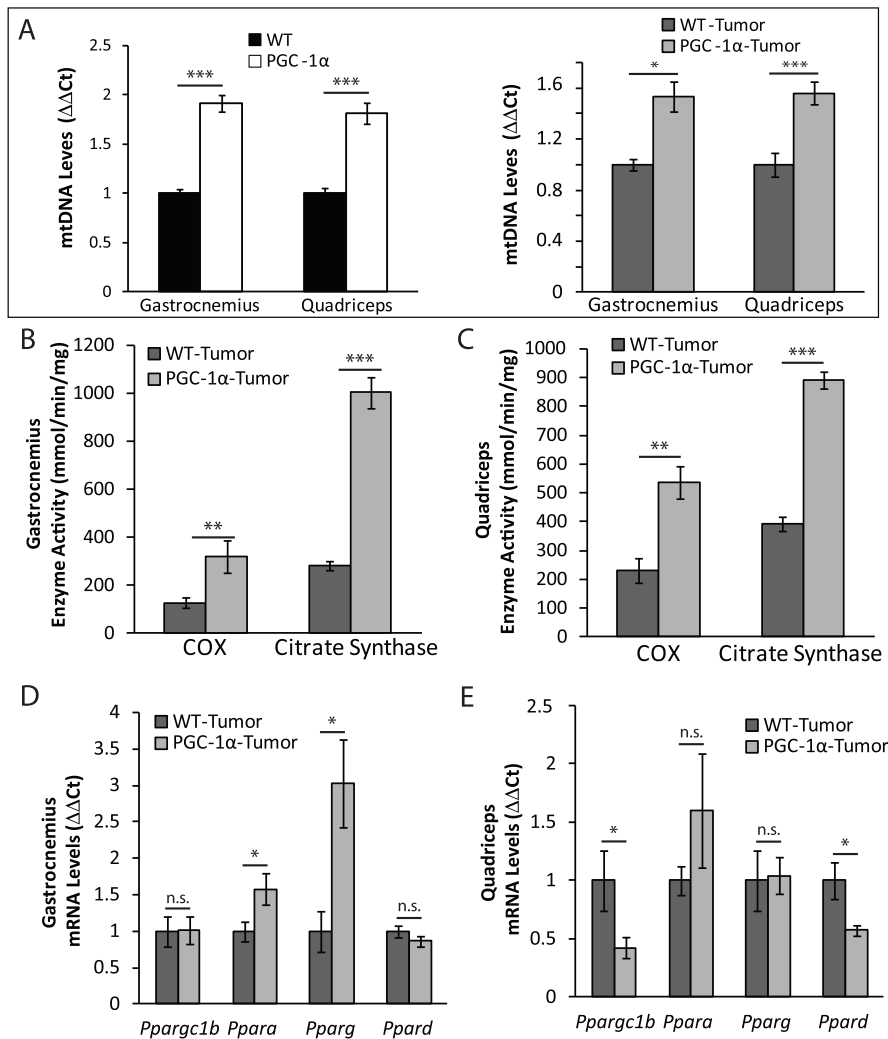 A
WT
PGC-1α
mtDNA Leves (ΔΔCt)
2.5
2
1.5
1
0.5
0
***
***
Gastrocnemius
Quadriceps
WT-Tumor
PGC-1α-Tumor
mtDNA Levels (ΔΔCt)
1.6
1.2
0.8
0.4
0
*
***
Gastrocnemius
Quadriceps
B
WT-Tumor
PGC-1α-Tumor
Gastrocnemius
Enzyme Activity (mmol/min/mg)
1200
1000
800
600
400
200
0
**
***
COX
Citrate Synthase
C
WT-Tumor
PGC-1α-Tumor
Quadriceps
Enzyme Activity (mmol/min/mg)
1000
900
800
700
600
500
400
300
200
100
0
**
***
COX
Citrate Synthase
D
WT-Tumor
PGC-1α-Tumor
Gastrocnemius
mRNA Levels (ΔΔCt)
4
3.5
3
2.5
2
1.5
1
0.5
0
n.s.
*
*
n.s.
Ppargc1b
Ppara
Pparg
Ppard
E
WT-Tumor
PGC-1α-Tumor
Quadriceps
mRNA Levels (ΔΔCt)
2.5
2
1.5
1
0.5
0
*
n.s.
n.s.
*
Ppargc1b
Ppara
Pparg
Ppard